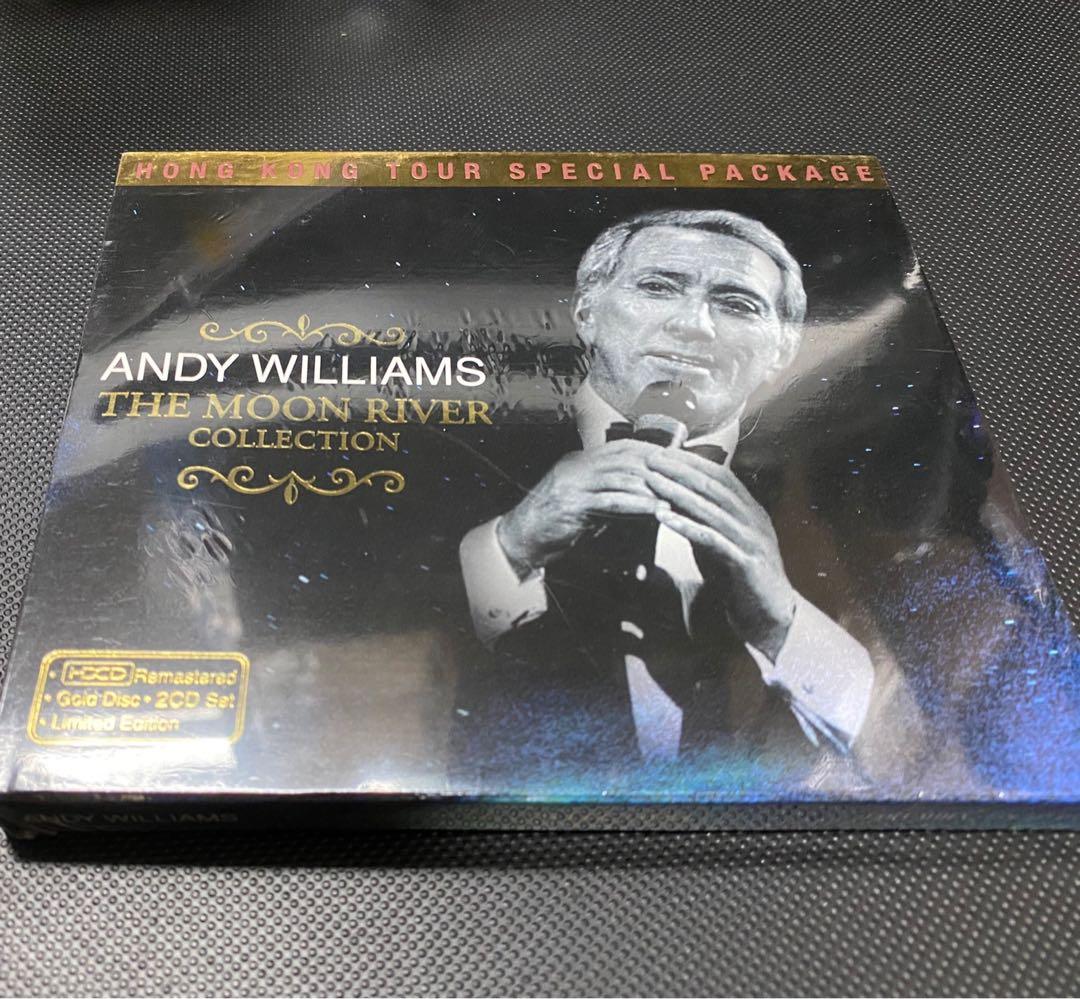 HONG KONG TOUR SPECIAL PACKAGE
ANDY WILLIAMS
THE MOON RIVER
COLLECTION
• HDCD Remastered
• Gold Disc • 2CD Set
• Limited Edition
ANDY WILLIAMS